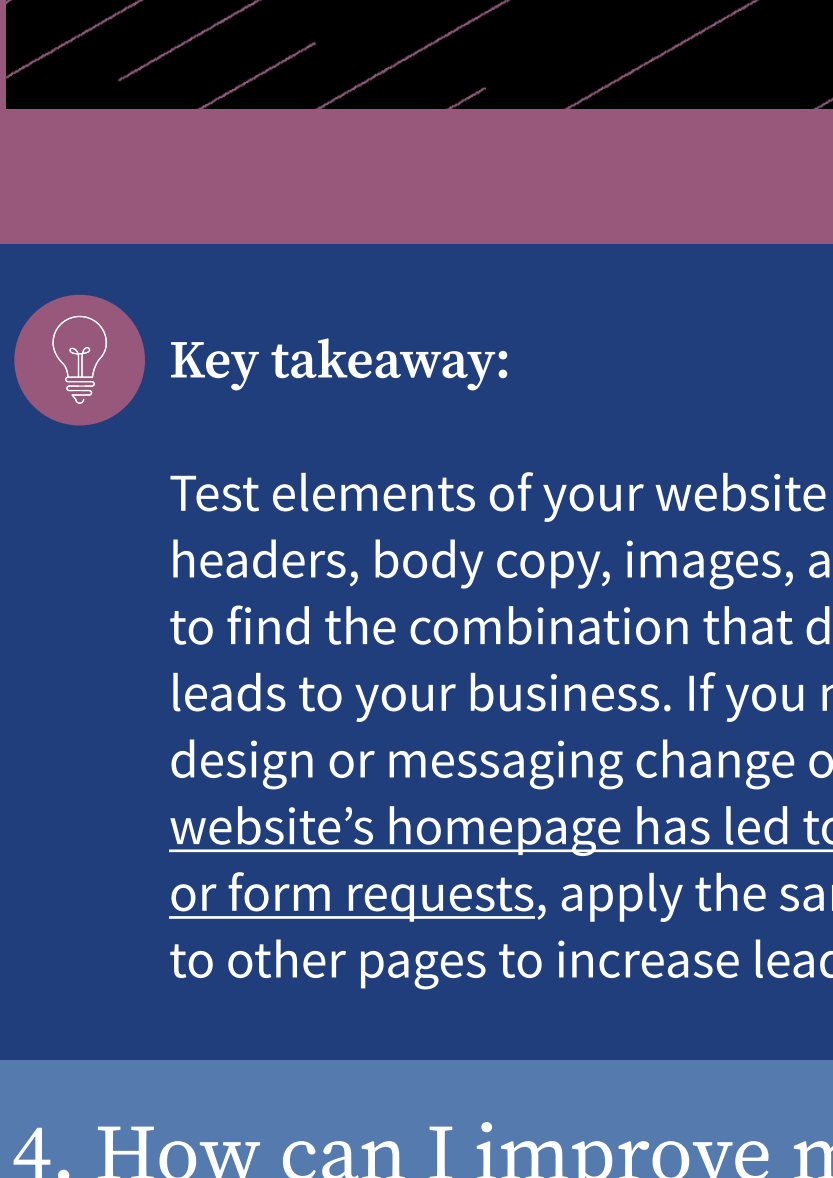 Key takeaway:
Test elements of your website
headers, body copy, images, a
to find the combination that d
leads to your business. If you
design or messaging change o
website’s homepage has led to
or form requests, apply the sa
to other pages to increase lead
4. How can I improve